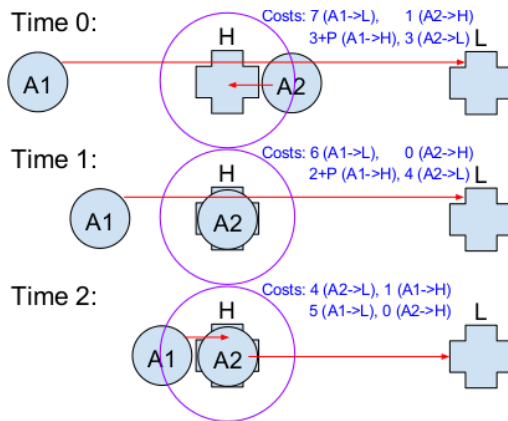 Time 0:
Costs: 7 (A1->L), 1 (A2->H)
3+P (A1->H), 3 (A2->L)
H
L
A1
A2
Time 1:
Costs: 6 (A1->L), 0 (A2->H)
2+P (A1->H), 4 (A2->L)
H
L
A1
A2
Time 2:
Costs: 4 (A2->L), 1 (A1->H)
5 (A1->L), 0 (A2->H)
H
L
A1
A2